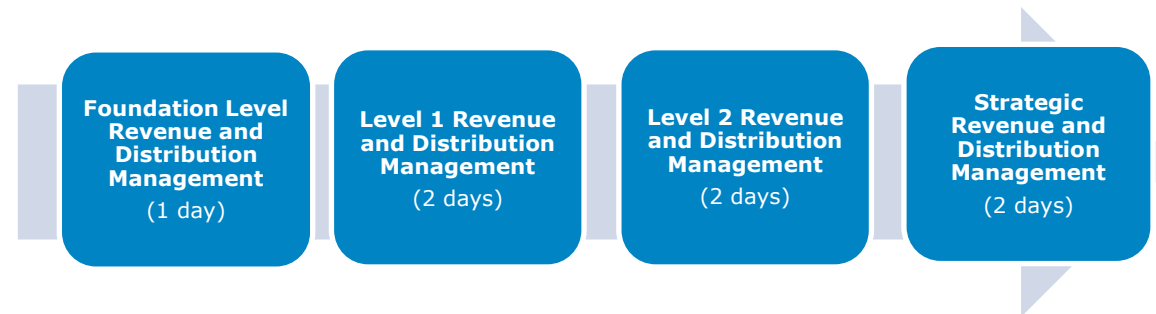 Foundation Level
Revenue and
Distribution
Management
(1 day)
Level 1 Revenue
and Distribution
Management
(2 days)
Level 2 Revenue
and Distribution
Management
(2 days)
Strategic
Revenue and
Distribution
Management
(2 days)